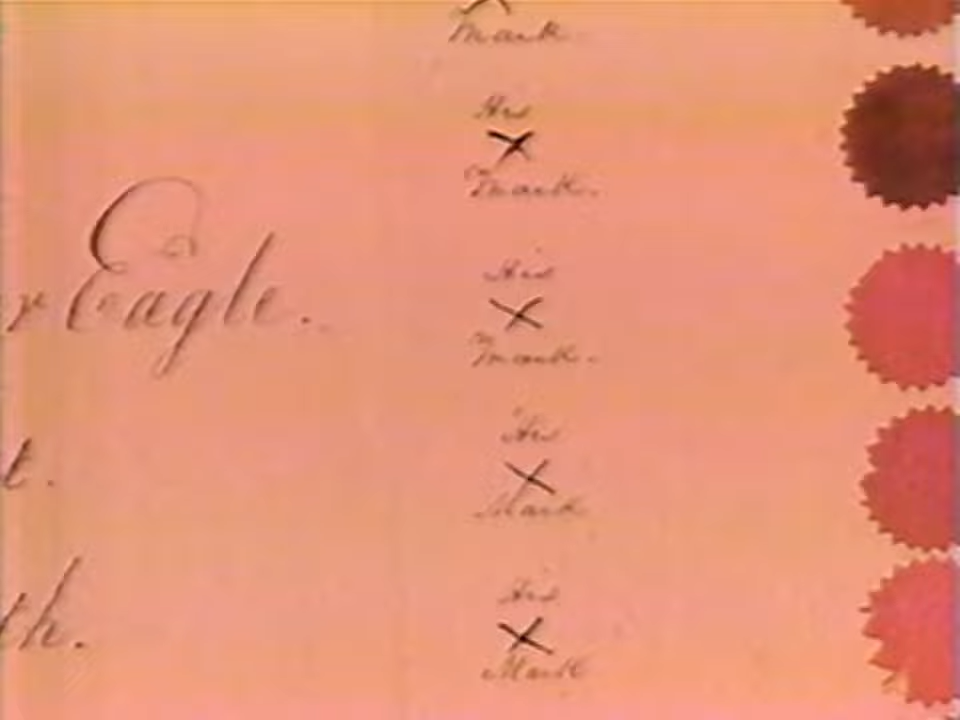 Mark.
His
X
Mark.
His
r Eagle. X
Mark.
His
t. X
Mark
His
th. X
Mark